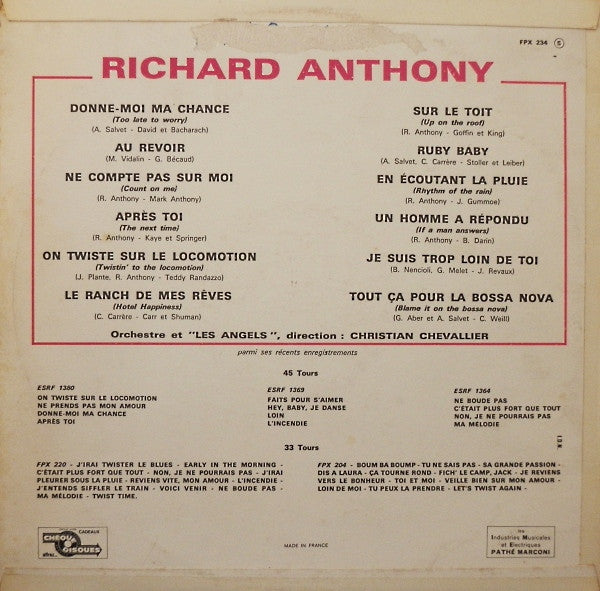 FPX 234 S
RICHARD ANTHONY
DONNE-MOI MA CHANCE
(Too late to worry)
(A. Salvet - David et Bacharach)
AU REVOIR
(M. Vidalin - G. Bécaud)
NE COMPTE PAS SUR MOI
(Count on me)
(R. Anthony - Mark Anthony)
APRÈS TOI
(The next time)
(R. Anthony - Kaye et Springer)
ON TWISTE SUR LE LOCOMOTION
(Twistin' to the locomotion)
(J. Plante, R. Anthony - Teddy Randazzo)
LE RANCH DE MES RÊVES
(Hotel Happiness)
(C. Carrère - Carr et Shuman)
SUR LE TOIT
(Up on the roof)
(R. Anthony - Goffin et King)
RUBY BABY
(A. Salvet, C. Carrère - Stoller et Leiber)
EN ÉCOUTANT LA PLUIE
(Rhythm of the rain)
(R. Anthony - J. Gummoe)
UN HOMME A RÉPONDU
(If a man answers)
(R. Anthony - B. Darin)
JE SUIS TROP LOIN DE TOI
(B. Nencioli, G. Melet - J. Revaux)
TOUT ÇA POUR LA BOSSA NOVA
(Blame it on the bossa nova)
(G. Aber et A. Salvet - C. Weill)
Orchestre et "LES ANGELS", direction : CHRISTIAN CHEVALLIER
parmi ses récents enregistrements
45 Tours
ESRF 1380
ON TWISTE SUR LE LOCOMOTION
NE PRENDS PAS MON AMOUR
DONNE-MOI MA CHANCE
APRÈS TOI
ESRF 1369
FAITS POUR S'AIMER
HEY, BABY, JE DANSE
LOIN
L'INCENDIE
ESRF 1364
NE BOUDE PAS
C'ÉTAIT PLUS FORT QUE TOUT
NON, JE NE POURRAIS PAS
MA MÉLODIE
33 Tours
FPX 220 - J'IRAI TWISTER LE BLUES - EARLY IN THE MORNING -
C'ÉTAIT PLUS FORT QUE TOUT - NON, JE NE POURRAIS PAS - J'IRAI
PLEURER SOUS LA PLUIE - REVIENS VITE, MON AMOUR - L'INCENDIE -
J'ENTENDS SIFFLER LE TRAIN - VOICI VENIR - NE BOUDE PAS -
MA MÉLODIE - TWIST TIME.
FPX 204 - BOUM BA BOUMP - TU NE SAIS PAS - SA GRANDE PASSION -
DIS A LAURA - ÇA TOURNE ROND - FICH' LE CAMP, JACK - JE REVIENS
VERS LE BONHEUR - TOI ET MOI - VEILLE BIEN SUR MON AMOUR -
LOIN DE MOI - TU PEUX LA PRENDRE - LET'S TWIST AGAIN -
CADEAUX
CHÈQU
DISQUES
MADE IN FRANCE
les
Industries Musicales
et Electriques
PATHÉ MARCONI